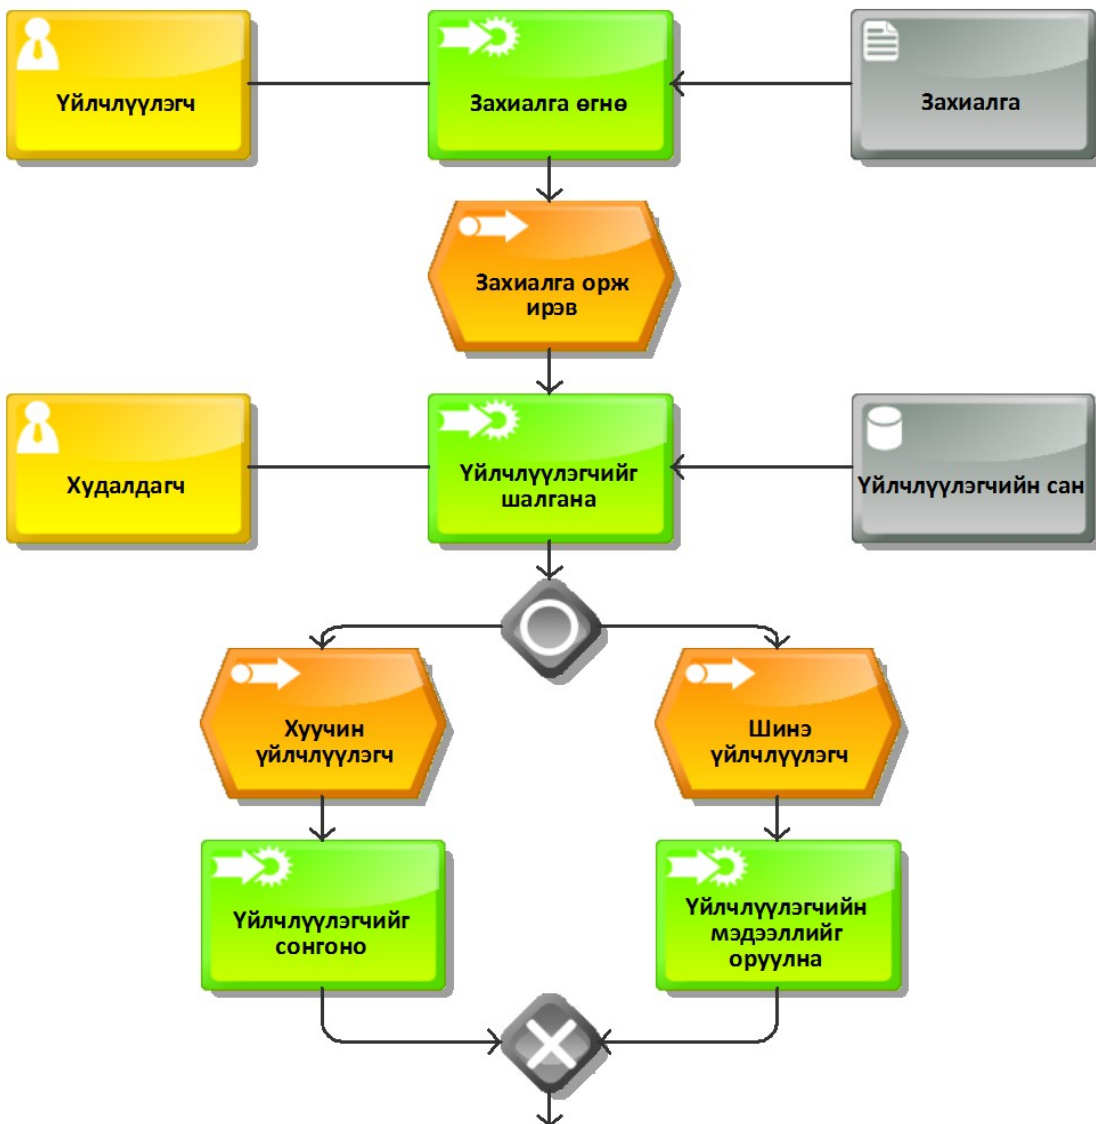 Үйлчлүүлэгч
Захиалга өгнө
Захиалга
Захиалга орж
ирэв
Худалдагч
Үйлчлүүлэгчийг
шалгана
Үйлчлүүлэгчийн сан
Хуучин
үйлчлүүлэгч
Шинэ
үйлчлүүлэгч
Үйлчлүүлэгчийг
сонгоно
Үйлчлүүлэгчийн
мэдээллийг
оруулна